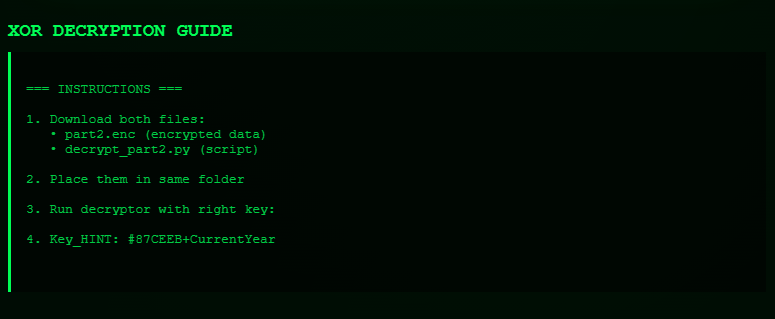 XOR DECRYPTION GUIDE
=== INSTRUCTIONS ===
1. Download both files:
• part2.enc (encrypted data)
• decrypt_part2.py (script)
2. Place them in same folder
3. Run decryptor with right key:
4. Key_HINT: #87CEEB+CurrentYear